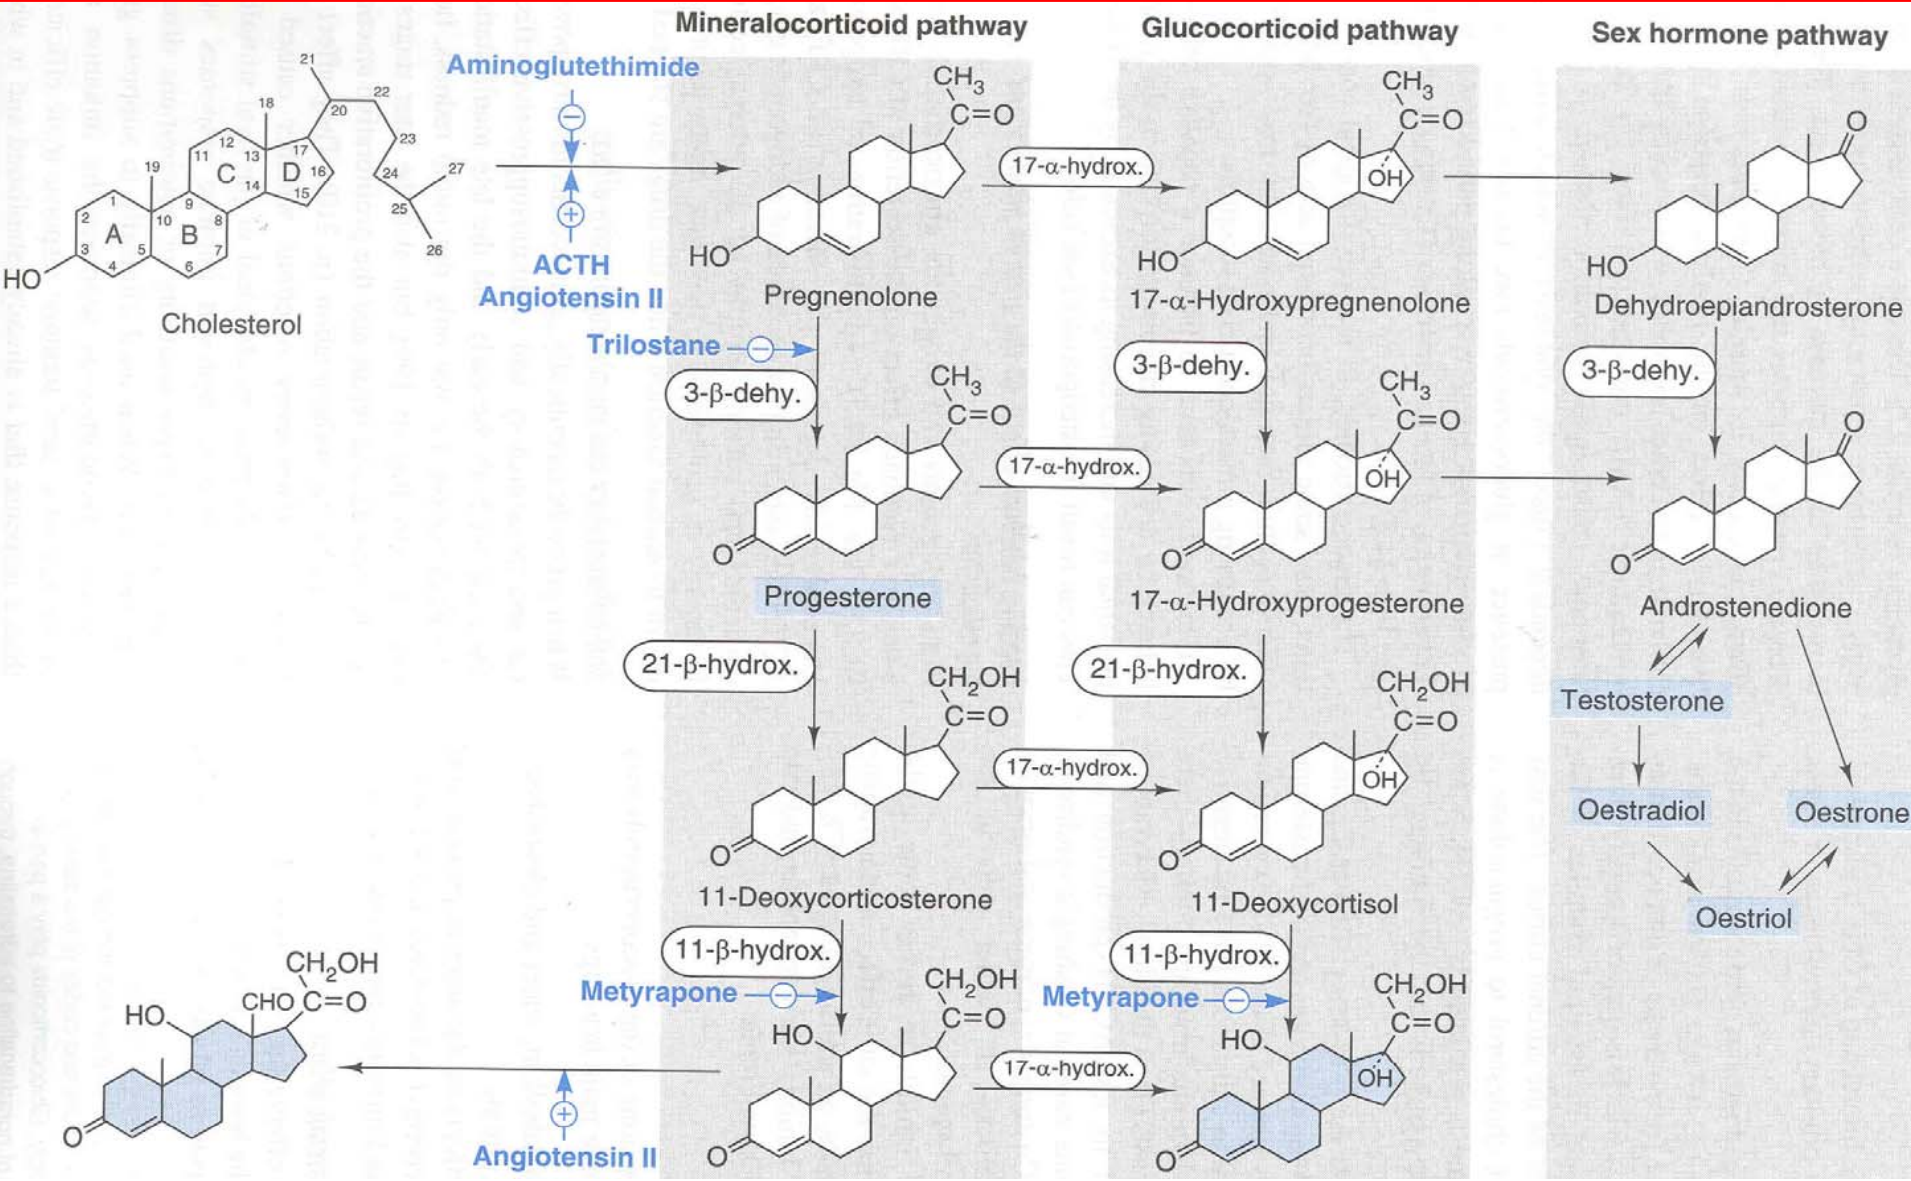 Mineralocorticoid pathway
Glucocorticoid pathway
Sex hormone pathway
21
22
20
18
23
17
12
11
13
C
D
16
19
24
27
14
15
9
1
2
10
8
25
A
B
3
5
7
4
6
26
HO
Cholesterol
Aminoglutethimide
−
+
ACTH
Angiotensin II
CH₃
C=O
HO
Pregnenolone
17-α-hydrox.
CH₃
C=O
OH
HO
17-α-Hydroxypregnenolone
O
HO
Dehydroepiandrosterone
Trilostane −
3-β-dehy.
3-β-dehy.
3-β-dehy.
CH₃
C=O
O
Progesterone
17-α-hydrox.
CH₃
C=O
OH
O
17-α-Hydroxyprogesterone
O
O
Androstenedione
21-β-hydrox.
21-β-hydrox.
Testosterone
Oestradiol
Oestrone
Oestriol
CH₂OH
C=O
O
11-Deoxycorticosterone
17-α-hydrox.
CH₂OH
C=O
OH
O
11-Deoxycortisol
11-β-hydrox.
Metyrapone −
11-β-hydrox.
Metyrapone −
CH₂OH
CHO C=O
HO
O
+
Angiotensin II
CH₂OH
C=O
HO
O
17-α-hydrox.
CH₂OH
C=O
HO
OH
O